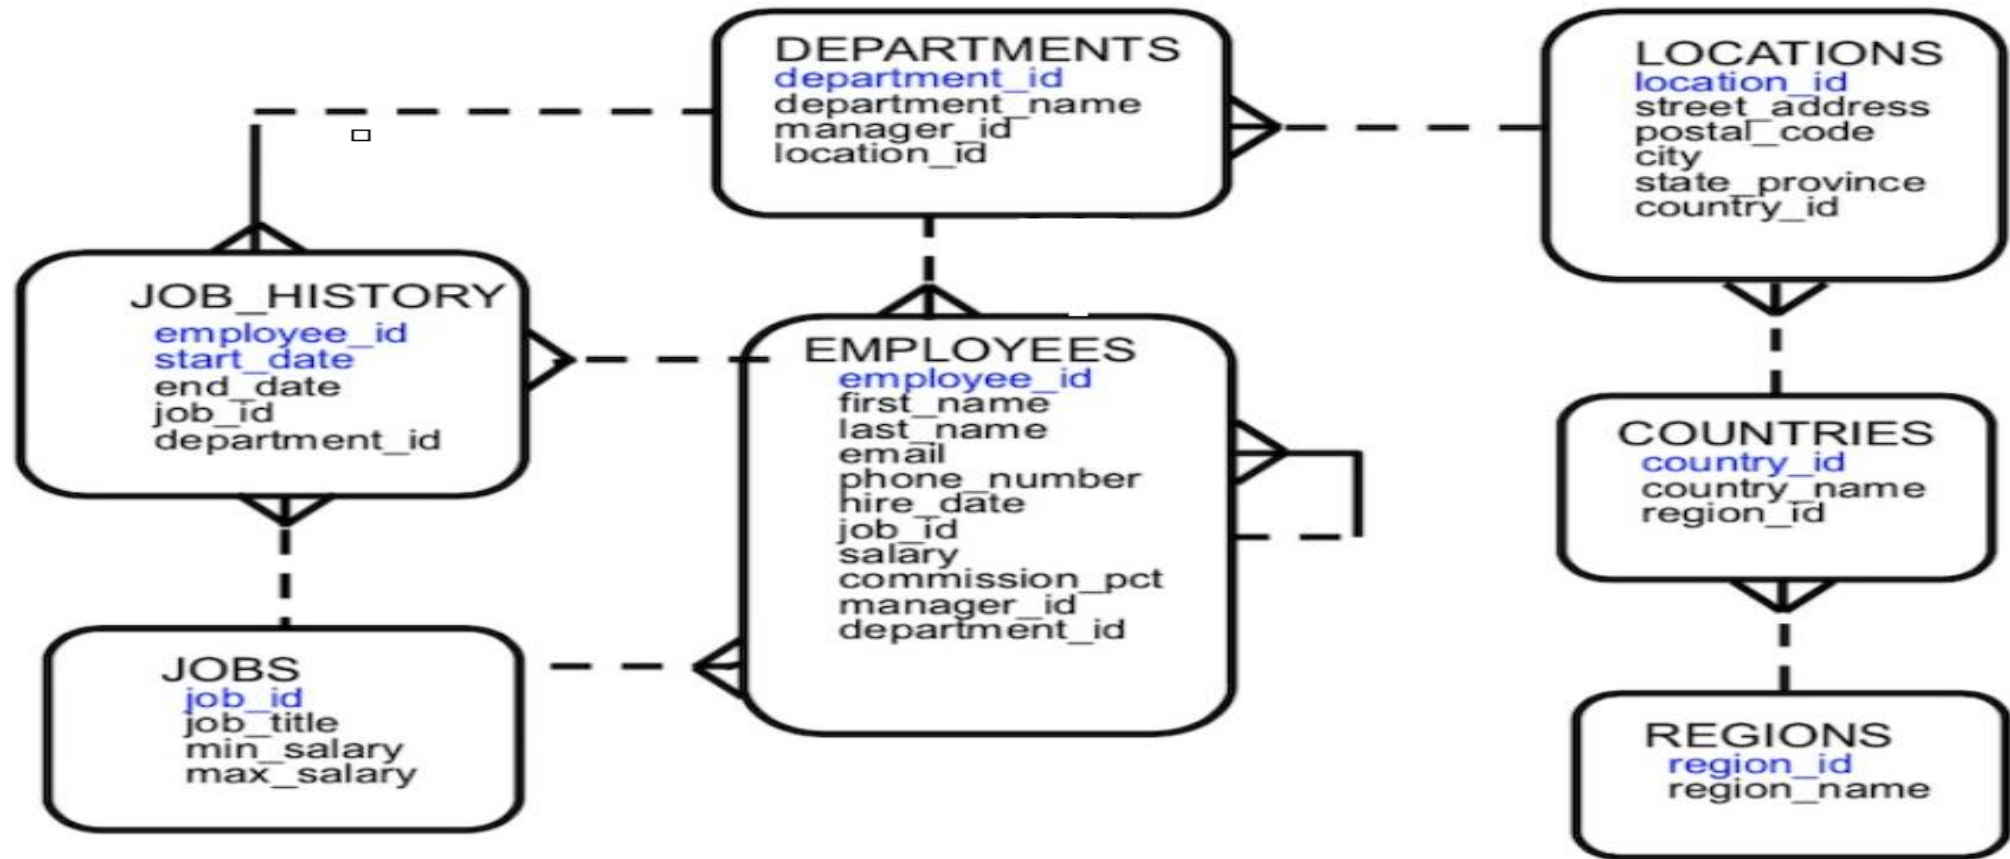 DEPARTMENTS
department_id
department_name
manager_id
location_id
LOCATIONS
location_id
street_address
postal_code
city
state_province
country_id
JOB_HISTORY
employee_id
start_date
end_date
job_id
department_id
EMPLOYEES
employee_id
first_name
last_name
email
phone_number
hire_date
job_id
salary
commission_pct
manager_id
department_id
COUNTRIES
country_id
country_name
region_id
JOBS
job_id
job_title
min_salary
max_salary
REGIONS
region_id
region_name